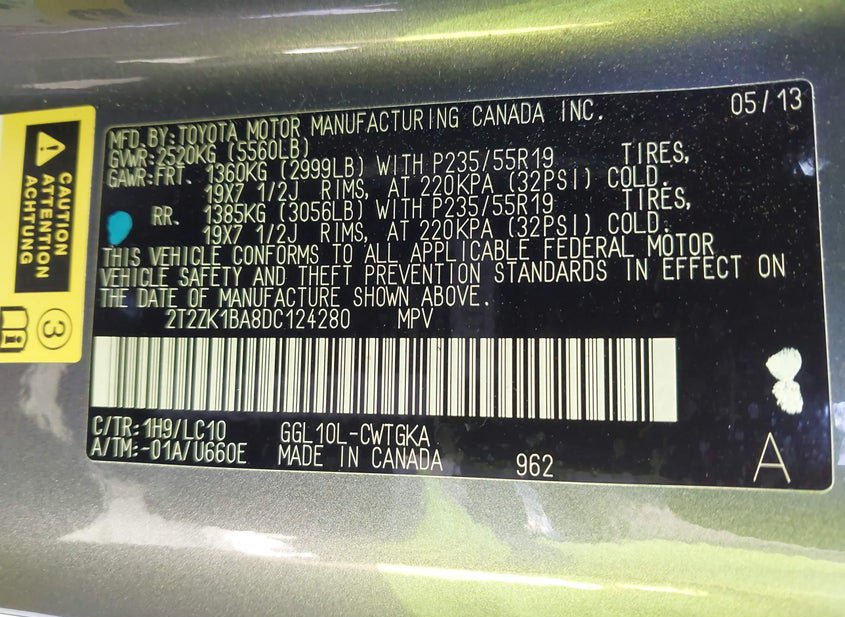 MFD. BY: TOYOTA MOTOR MANUFACTURING CANADA INC. 05/13
GVWR: 2520KG (5560LB)
GAWR: FRT. 1360KG (2999LB) WITH P235/55R19 TIRES,
19X7 1/2J RIMS, AT 220KPA (32PSI) COLD.
RR. 1385KG (3056LB) WITH P235/55R19 TIRES,
19X7 1/2J RIMS, AT 220KPA (32PSI) COLD.
THIS VEHICLE CONFORMS TO ALL APPLICABLE FEDERAL MOTOR
VEHICLE SAFETY AND THEFT PREVENTION STANDARDS IN EFFECT ON
THE DATE OF MANUFACTURE SHOWN ABOVE.
2T2ZK1BA8DC124280 MPV
C/TR: 1H9/LC10 GGL10L-CWTGKA
A/TM: -01A/U660E MADE IN CANADA 962 A
CAUTION
ATTENTION
ACHTUNG
3